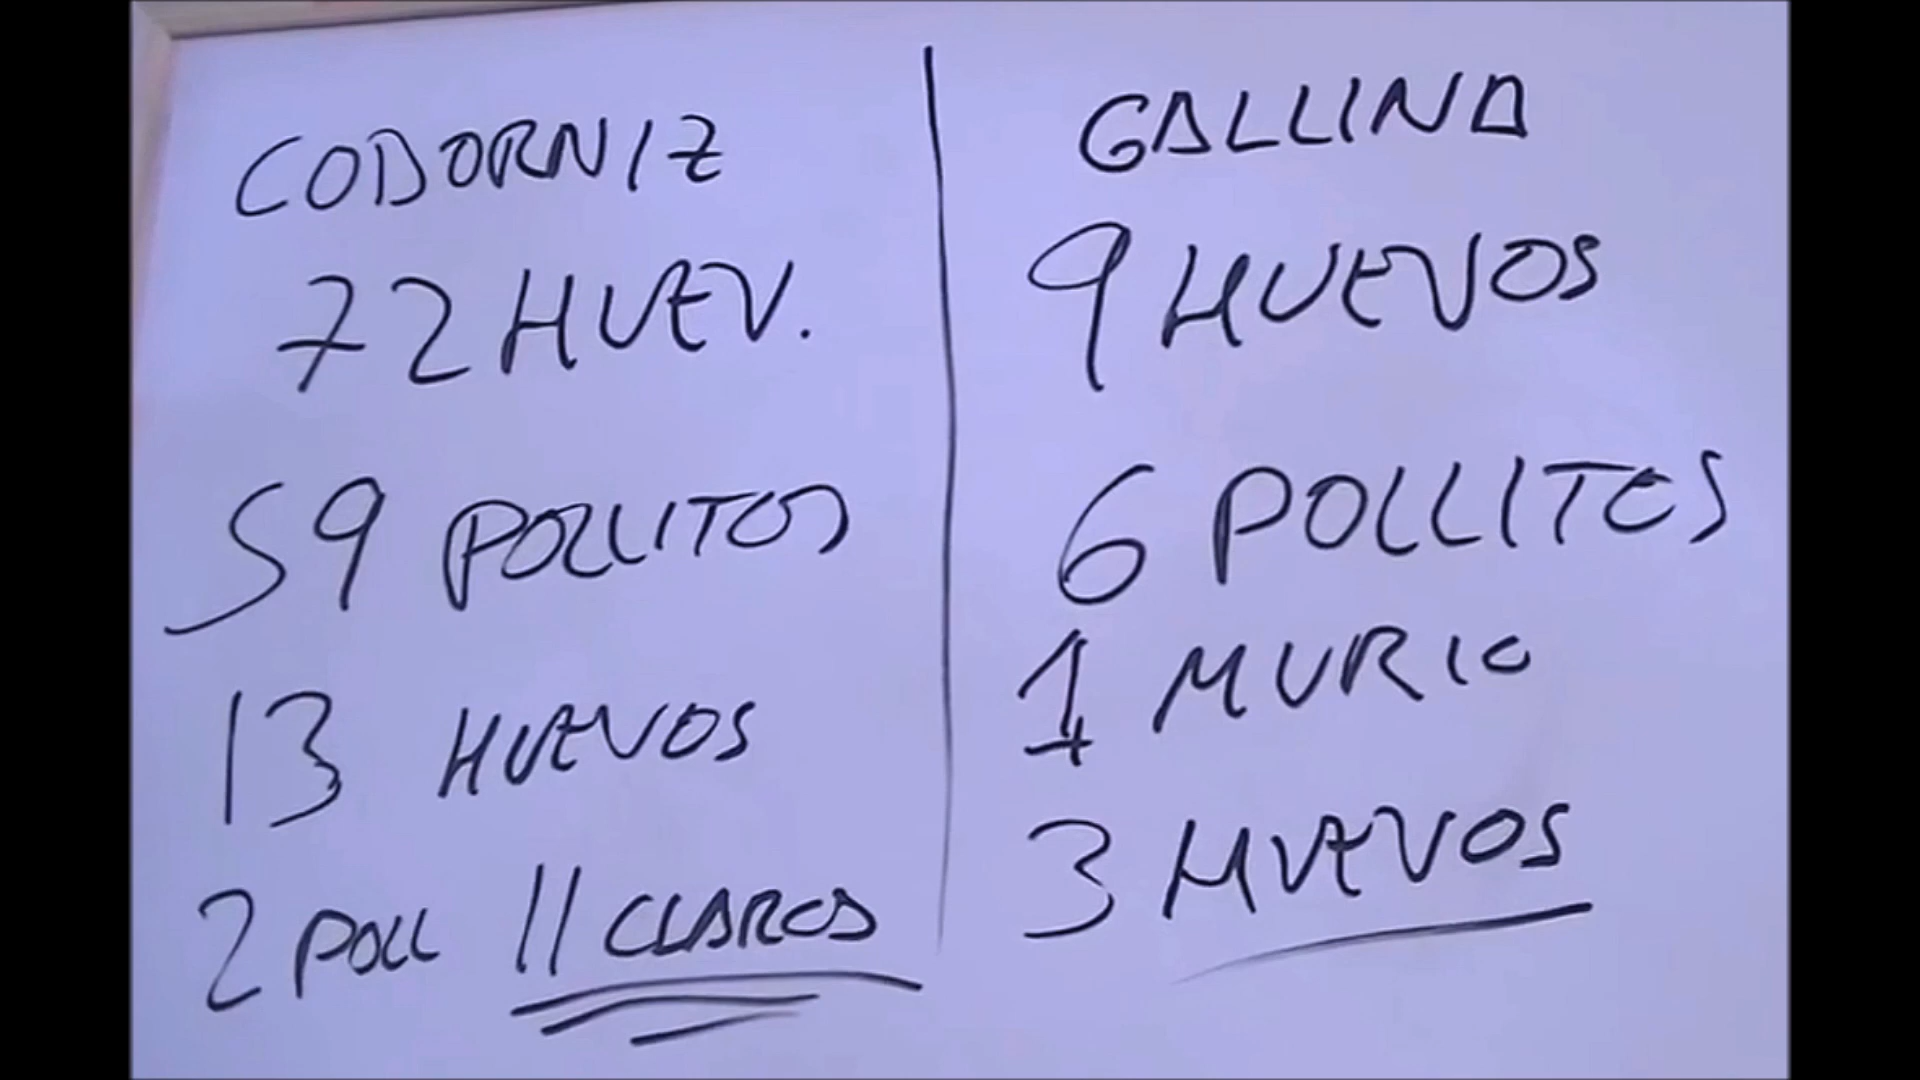 CODORNIZ
72 HUEV.
59 POLLITOS
13 HUEVOS
2 POLL 11 CLAROS
GALLINA
9 HUEVOS
6 POLLITOS
1 MURIO
3 HUEVOS